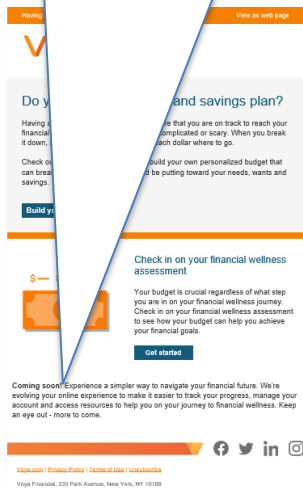 Having
View as web page
V
Do y and savings plan?
Having a re that you are on track to reach your
financial omplicated or scary. When you break
it down, ach dollar where to go.
Check ou build your own personalized budget that
can brea d be putting toward your needs, wants and
savings.
Build yo
Check in on your financial wellness
assessment
Your budget is crucial regardless of what step
you are in on your financial wellness journey.
Check in on your financial wellness assessment
to see how your budget can help you achieve
your financial goals.
Get started
Coming soon! Experience a simpler way to navigate your financial future. We're
evolving your online experience to make it easier to track your progress, manage your
account and access resources to help you on your journey to financial wellness. Keep
an eye out - more to come.
Voya.com | Privacy Policy | Terms of Use | Unsubscribe
Voya Financial, 230 Park Avenue, New York, NY 10169